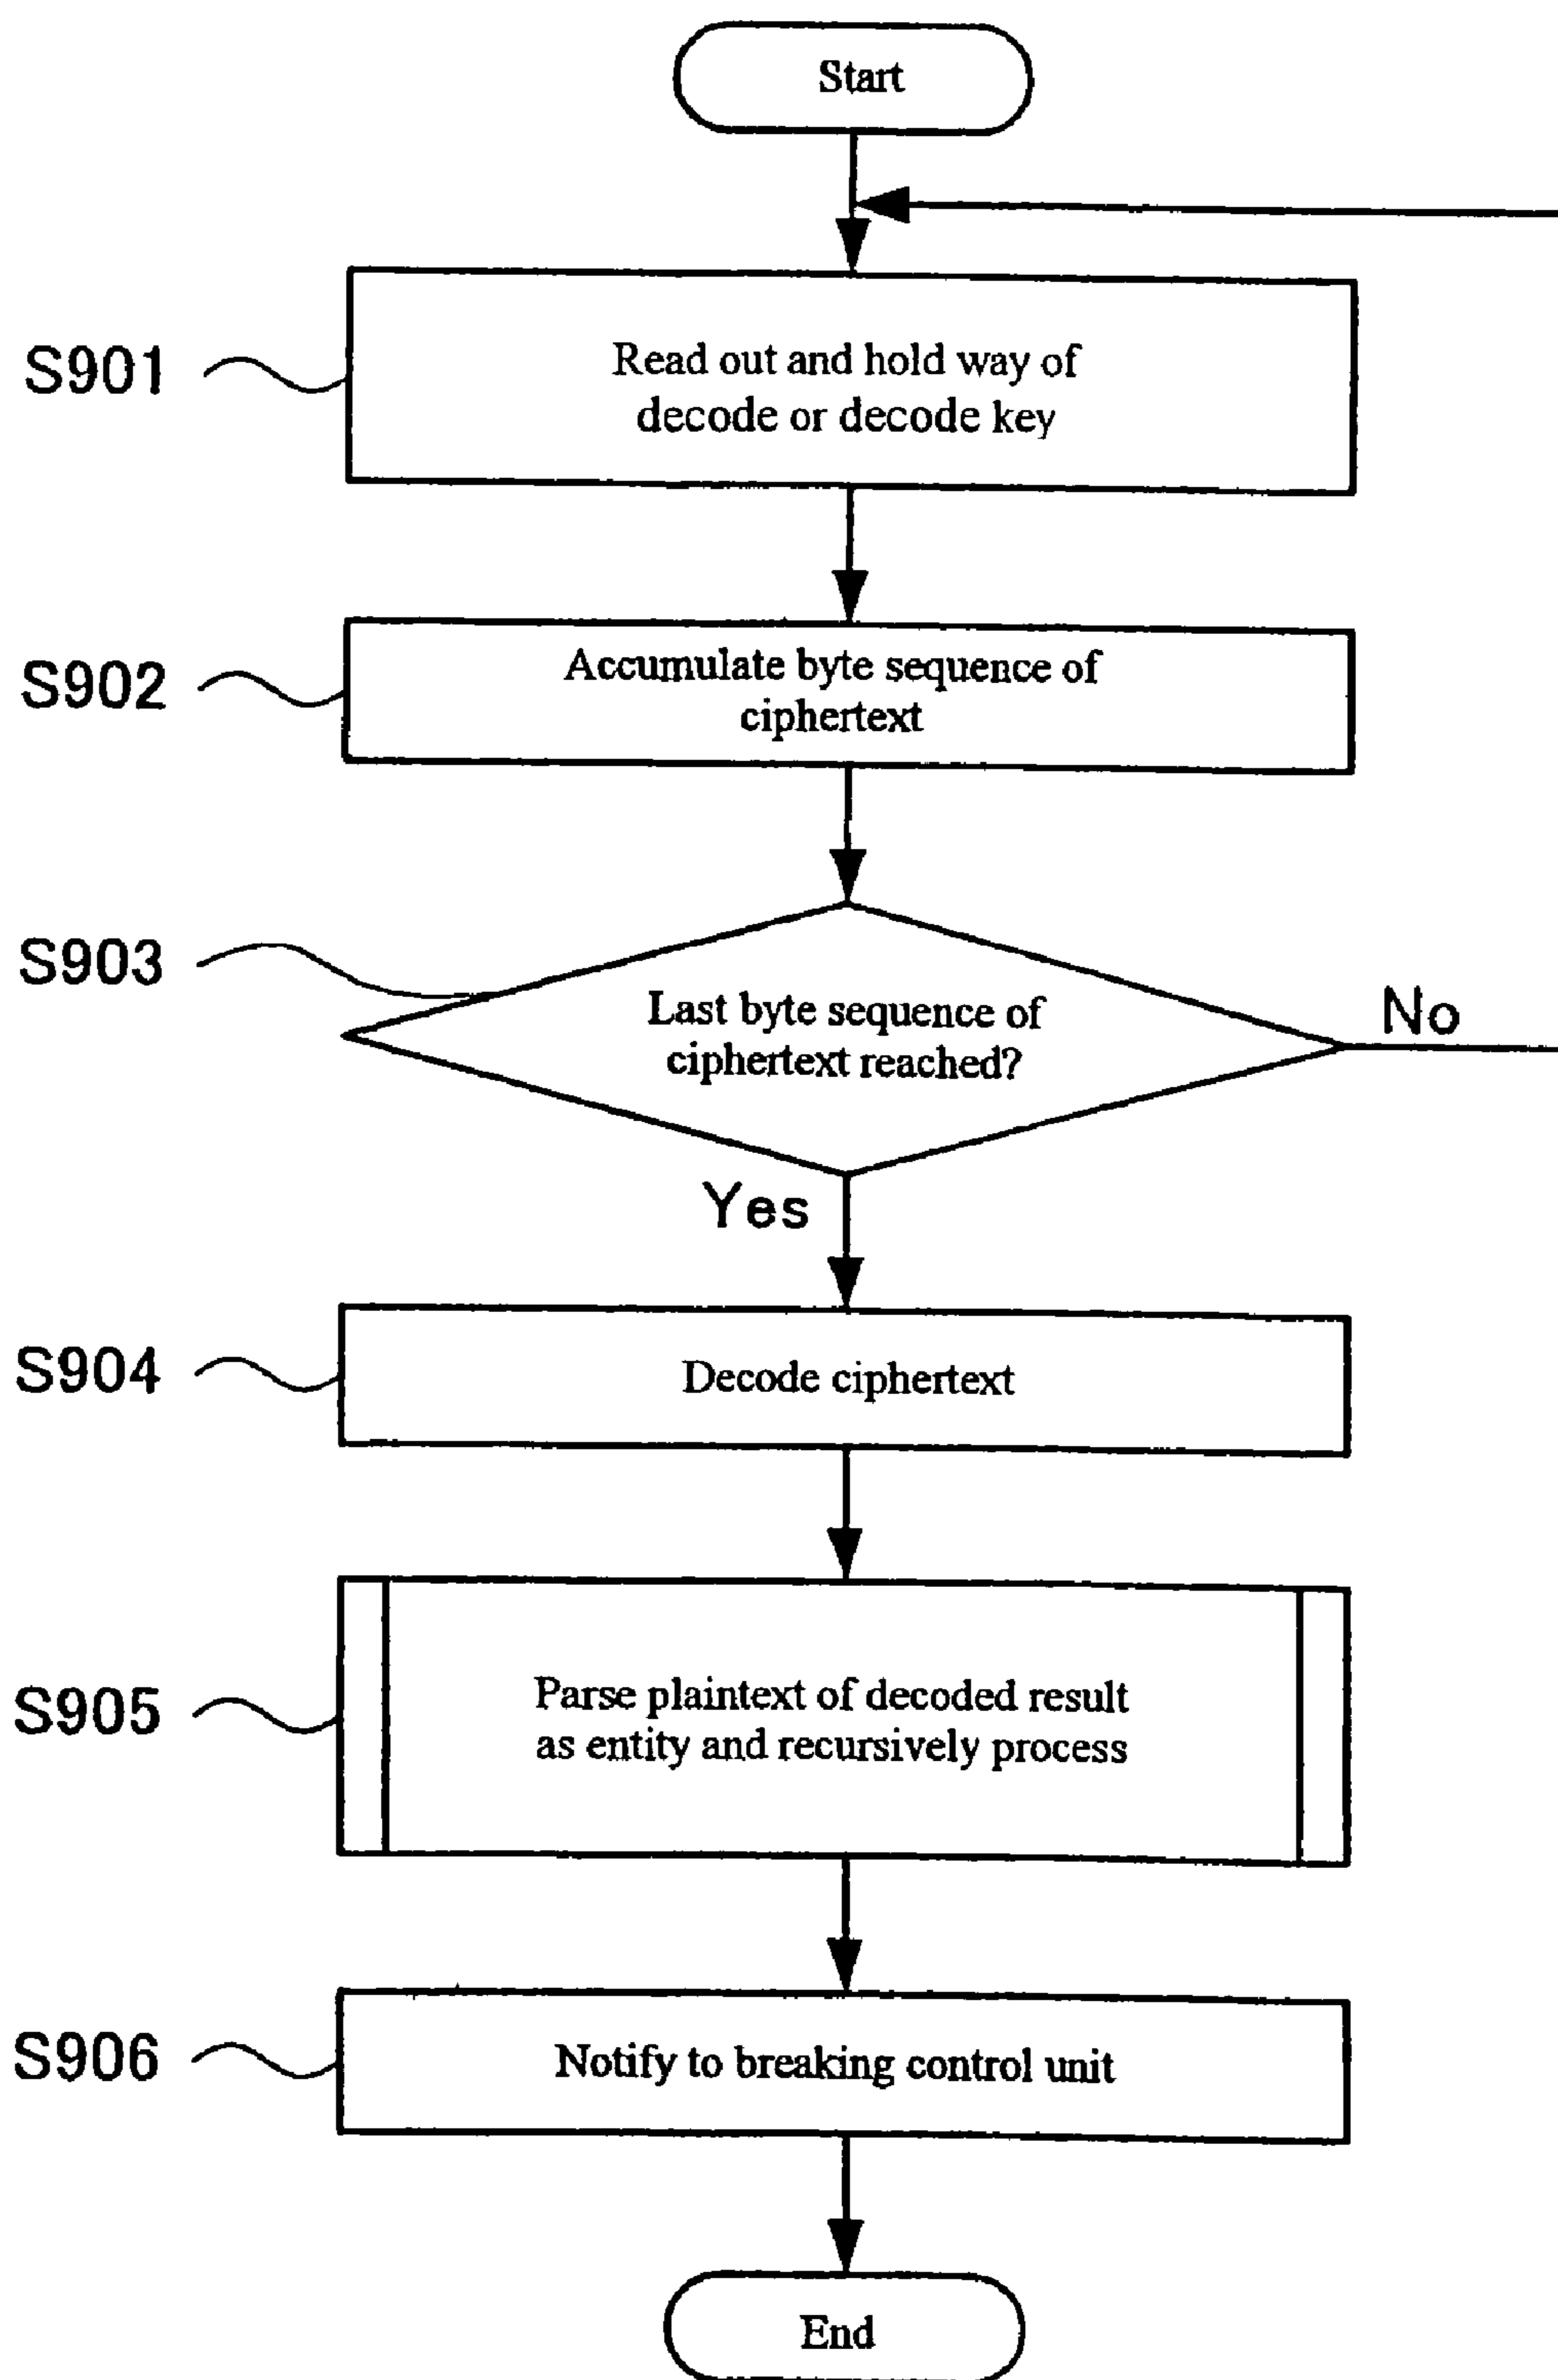 Start
S901
Read out and hold way of
decode or decode key
S902
Accumulate byte sequence of
ciphertext
S903
Last byte sequence of
ciphertext reached?
No
Yes
S904
Decode ciphertext
S905
Parse plaintext of decoded result
as entity and recursively process
S906
Notify to breaking control unit
End